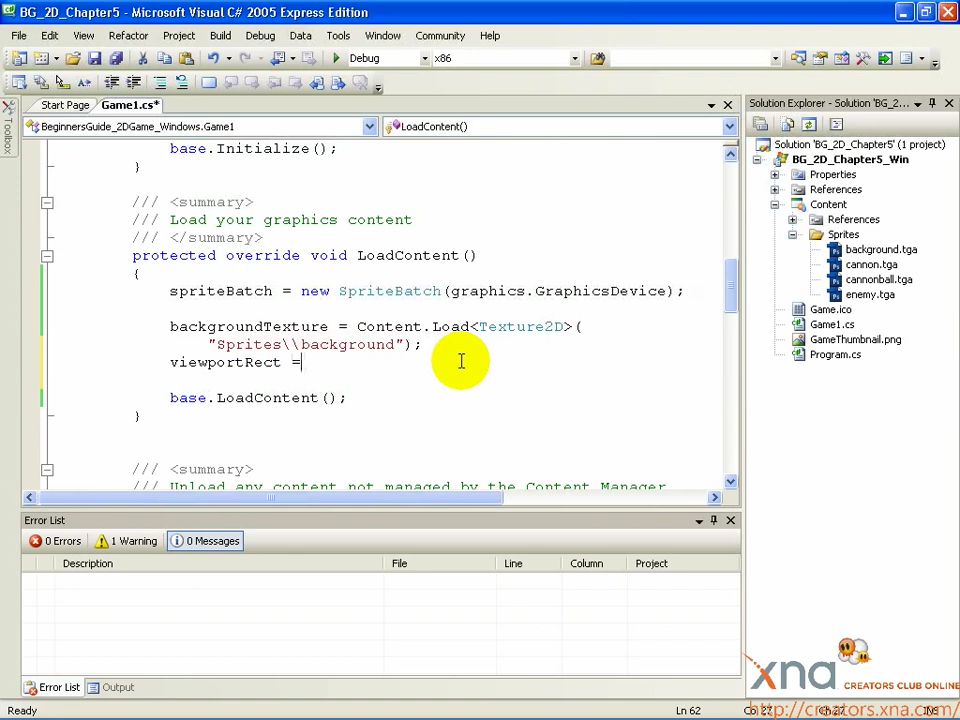 BG_2D_Chapter5 - Microsoft Visual C# 2005 Express Edition
File Edit View Refactor Project Build Debug Data Tools Window Community Help
Debug x86
Start Page Game1.cs*
Solution Explorer - Solution 'BG_2...
BeginnersGuide_2DGame_Windows.Game1 LoadContent()
Toolbox
base.Initialize();
}
/// <summary>
/// Load your graphics content
/// </summary>
protected override void LoadContent()
{
spriteBatch = new SpriteBatch(graphics.GraphicsDevice);
backgroundTexture = Content.Load<Texture2D>(
"Sprites\\background");
viewportRect =
base.LoadContent();
}
/// <summary>
/// Unload any content not managed by the Content Manager
Solution 'BG_2D_Chapter5' (1 project)
BG_2D_Chapter5_Win
Properties
References
Content
References
Sprites
background.tga
cannon.tga
cannonball.tga
enemy.tga
Game.ico
Game1.cs
GameThumbnail.png
Program.cs
Error List
0 Errors 1 Warning 0 Messages
Description File Line Column Project
Error List Output
xna CREATORS CLUB ONLINE
http://creators.xna.com/
Ready Ln 62